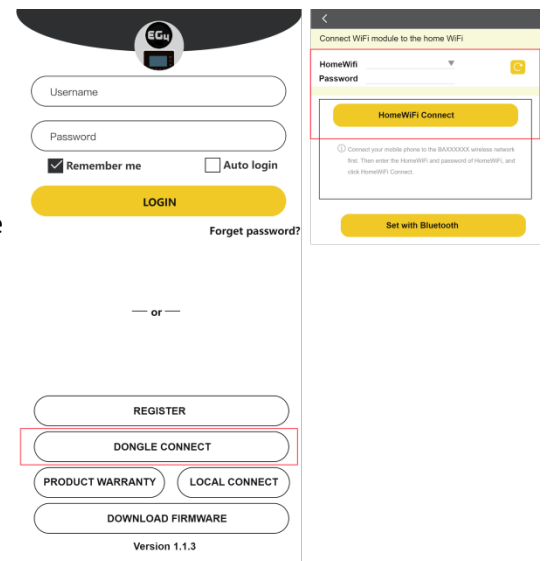 EG4
Username
Password
Remember me
Auto login
LOGIN
e
Forget password?
or
REGISTER
DONGLE CONNECT
PRODUCT WARRANTY
LOCAL CONNECT
DOWNLOAD FIRMWARE
Version 1.1.3
Connect WiFi module to the home WiFi
HomeWifi
Password
HomeWiFi Connect
Connect your mobile phone to the BAXXXXXX wireless network
first. Then enter the HomeWiFi and password of HomeWiFi, and
click HomeWiFi Connect.
Set with Bluetooth